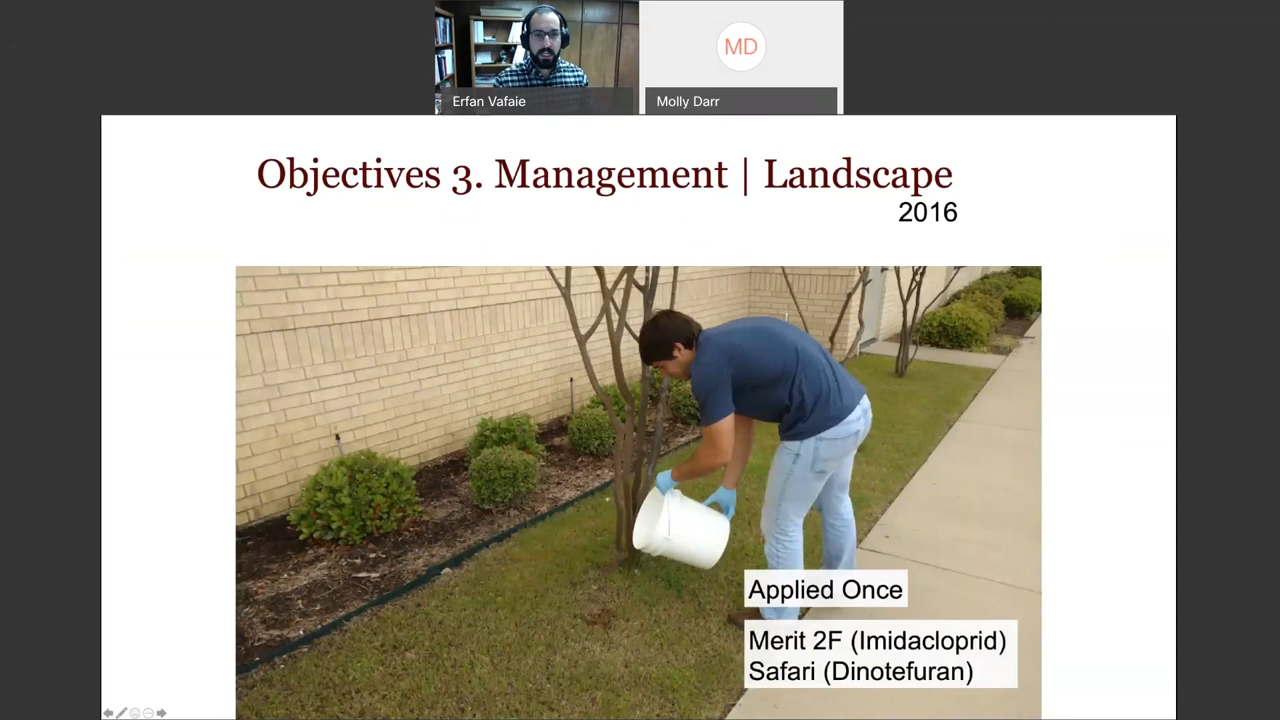 MD
Erfan Vafaie
Molly Darr
Objectives 3. Management | Landscape
2016
Applied Once
Merit 2F (Imidacloprid)
Safari (Dinotefuran)